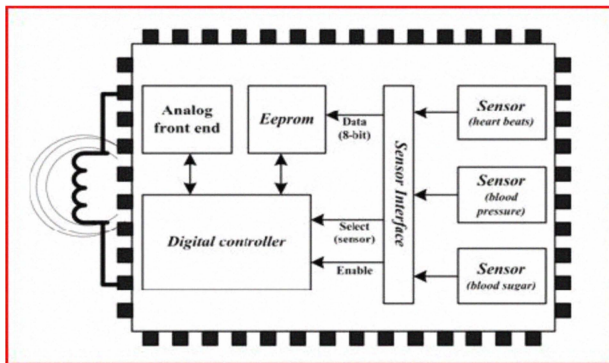 Analog
front end
Eeprom
Data
(8-bit)
Sensor Interface
Sensor
(heart beats)
Sensor
(blood
pressure)
Digital controller
Select
(sensor)
Enable
Sensor
(blood sugar)